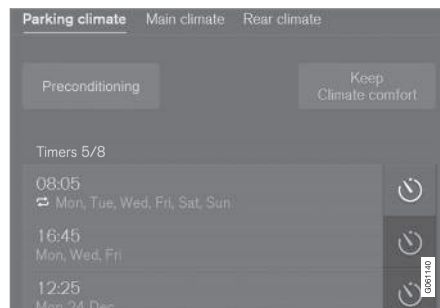 Parking climate Main climate Rear climate
Preconditioning
Keep
Climate comfort
Timers 5/8
08:05
Mon, Tue, Wed, Fri, Sat, Sun
16:45
Mon, Wed, Fri
12:25
Mon 24 Dec
G061140